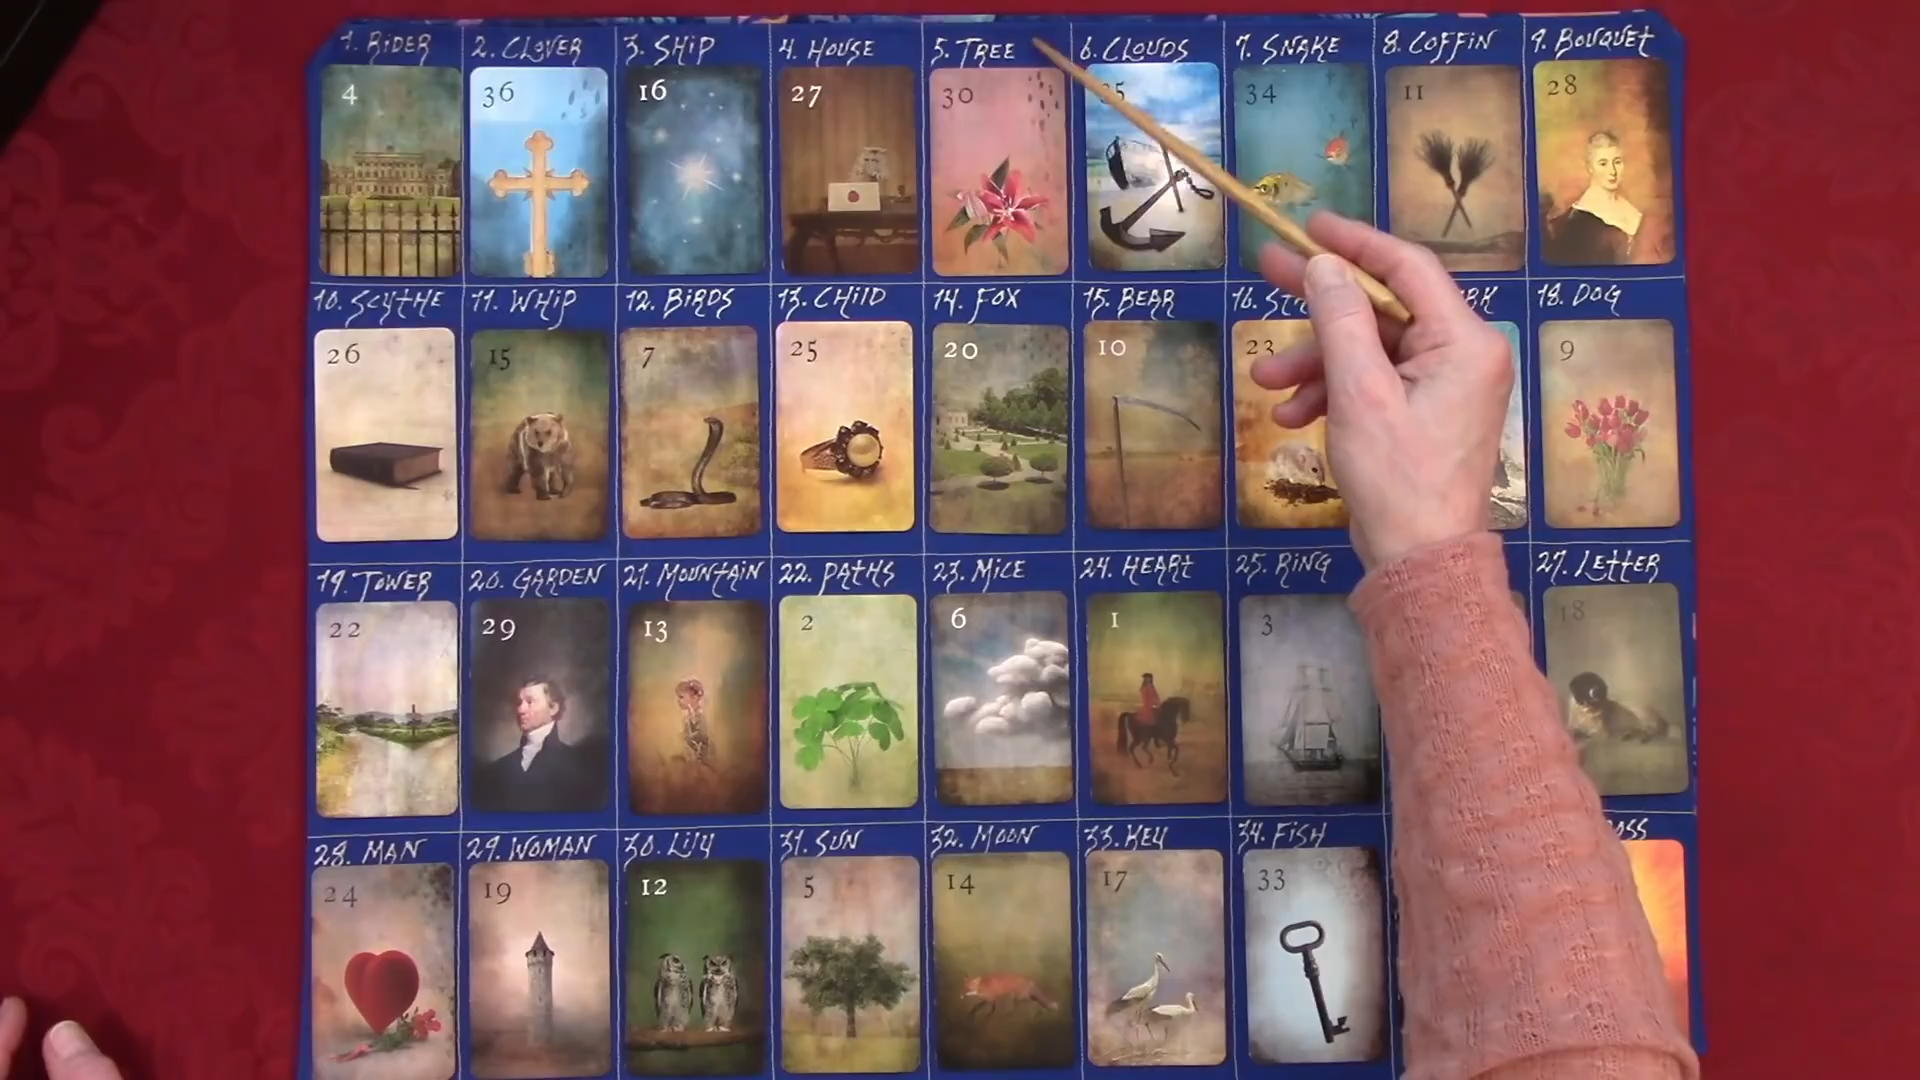 1. RIDER 2. CLOVER 3. SHIP 4. HOUSE 5. TREE 6. CLOUDS 7. SNAKE 8. COFFIN 9. BOUQUET
4 36 16 27 30 35 34 11 28
10. SCYTHE 11. WHIP 12. BIRDS 13. CHILD 14. FOX 15. BEAR 16. 18. DOG
26 15 7 25 20 10 23 9
19. TOWER 20. GARDEN 21. MOUNTAIN 22. PATHS 23. MICE 24. HEART 25. RING 27. LETTER
22 29 13 2 6 1 3 18
28. MAN 29. WOMAN 30. LILY 31. SUN 32. MOON 33. KEY 34. FISH
24 19 12 5 14 17 33